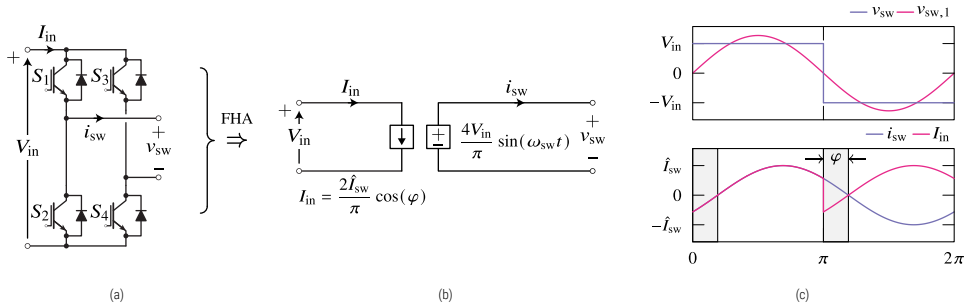 I_in
+
S_1
S_3
i_sw
+
V_in
v_sw
−
S_2
S_4
−
FHA
⇒
I_in
+
V_in
−
I_in = 2Î_sw/π cos(φ)
i_sw
+
4V_in/π sin(ω_sw t)
v_sw
−
v_sw v_sw,1
V_in
0
−V_in
i_sw I_in
φ
Î_sw
0
−Î_sw
0 π 2π
(a) (b) (c)